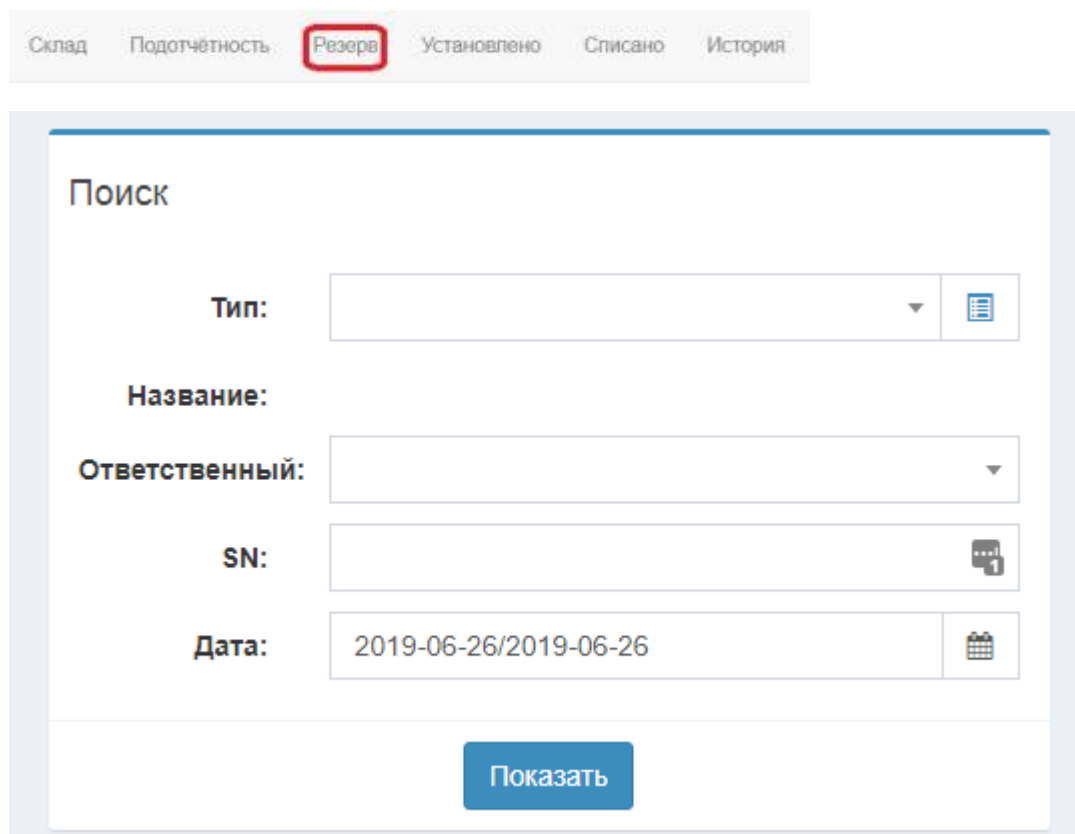 Склад Подотчётность Резерв Установлено Списано История
Поиск
Тип:
Название:
Ответственный:
SN:
1
Дата: 2019-06-26/2019-06-26
Показать